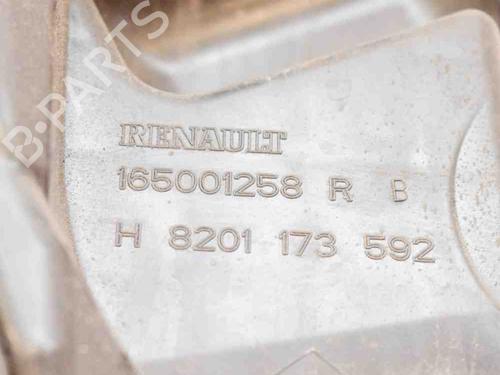 B-PARTS
RENAULT
165001258 R B
H 8201 173 592